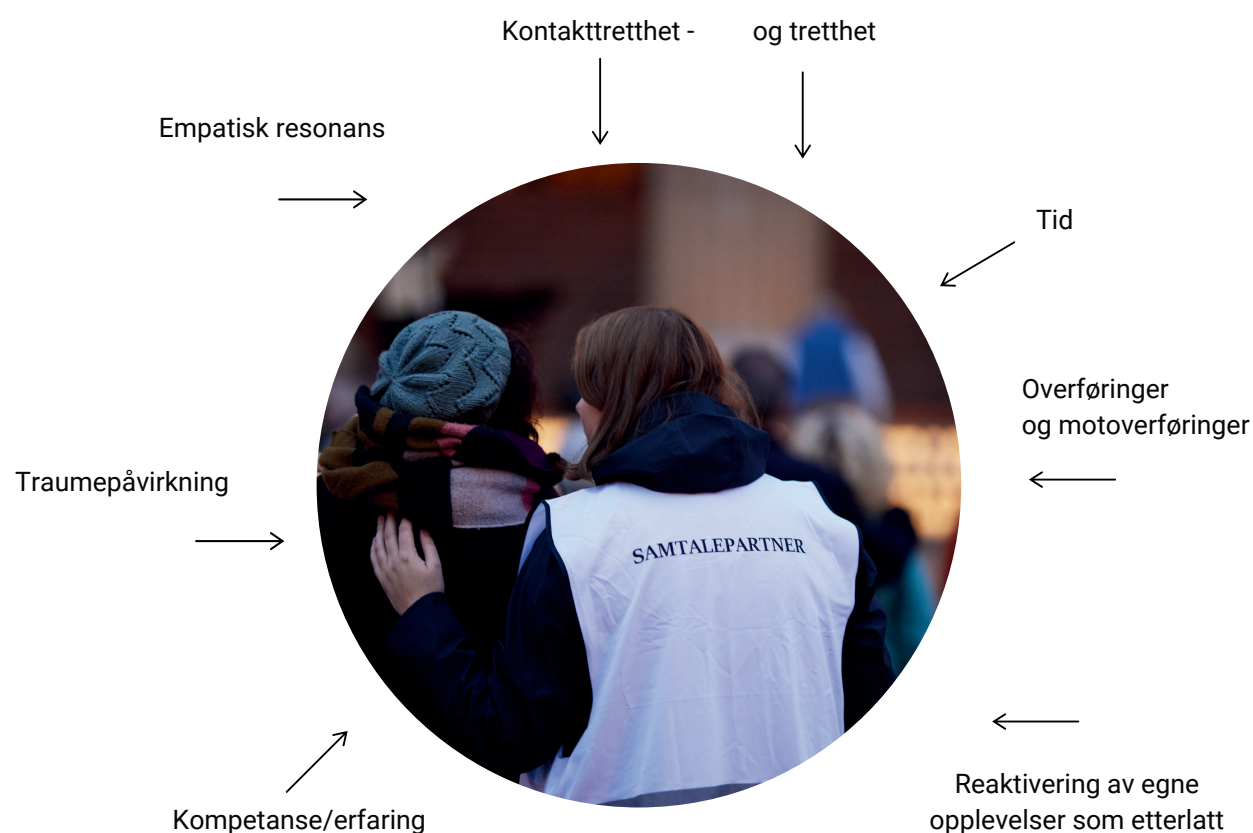 Kontakttretthet - og tretthet
Empatisk resonans
Tid
Overføringer
og motoverføringer
Traumepåvirkning
SAMTALEPARTNER
Reaktivering av egne
opplevelser som etterlatt
Kompetanse/erfaring